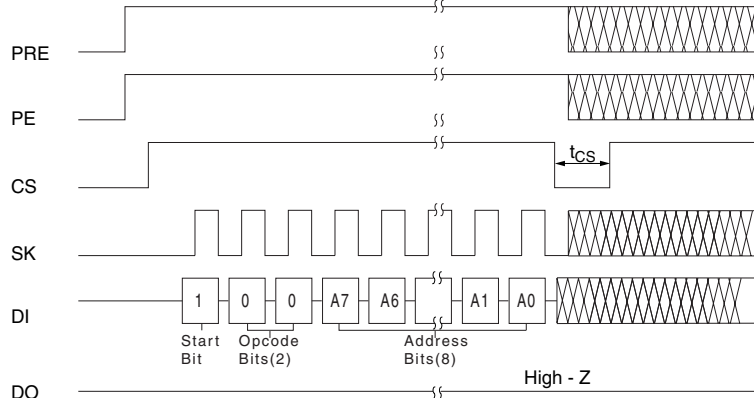 PRE
PE
tCS
CS
SK
1 0 0 A7 A6 A1 A0
DI
Start Opcode Address
Bit Bits(2) Bits(8)
High - Z
DO